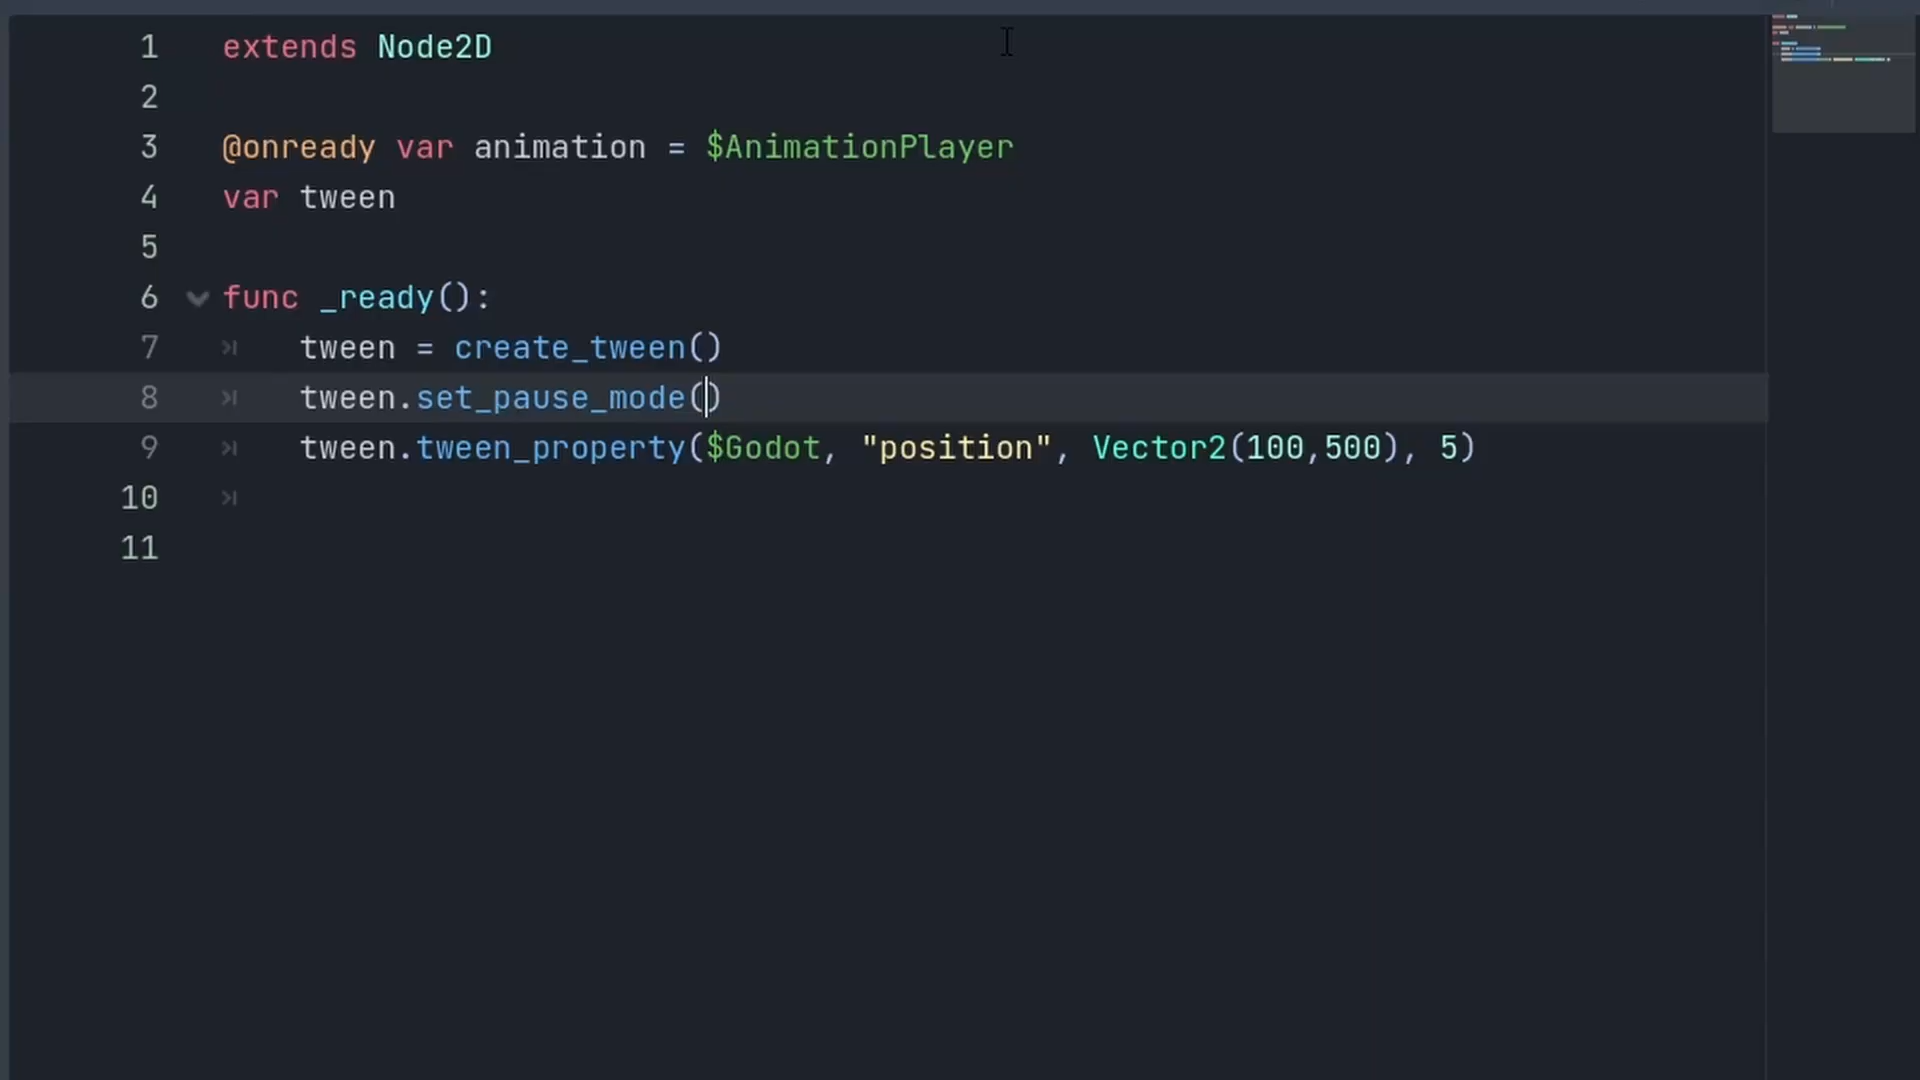 1 extends Node2D
2
3 @onready var animation = $AnimationPlayer
4 var tween
5
6 func _ready():
7 tween = create_tween()
8 tween.set_pause_mode()
9 tween.tween_property($Godot, "position", Vector2(100,500), 5)
10
11